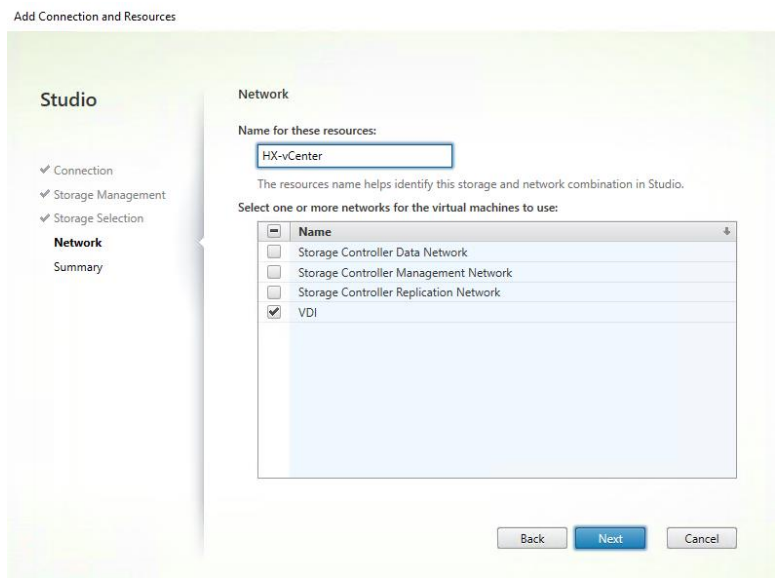 Add Connection and Resources
Studio
Connection
Storage Management
Storage Selection
Network
Summary
Network
Name for these resources:
HX-vCenter
The resources name helps identify this storage and network combination in Studio.
Select one or more networks for the virtual machines to use:
Name
Storage Controller Data Network
Storage Controller Management Network
Storage Controller Replication Network
VDI
Back Next Cancel